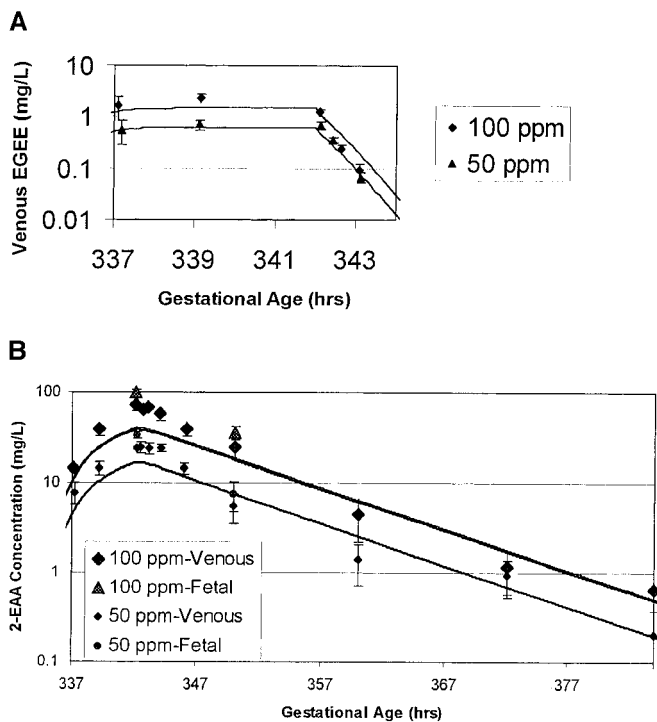 A
Venous EGEE (mg/L)
10
1
0.1
0.01
337 339 341 343
Gestational Age (hrs)
100 ppm
50 ppm
B
2-EAA Concentration (mg/L)
100
10
1
0.1
100 ppm-Venous
100 ppm-Fetal
50 ppm-Venous
50 ppm-Fetal
337 347 357 367 377
Gestational Age (hrs)